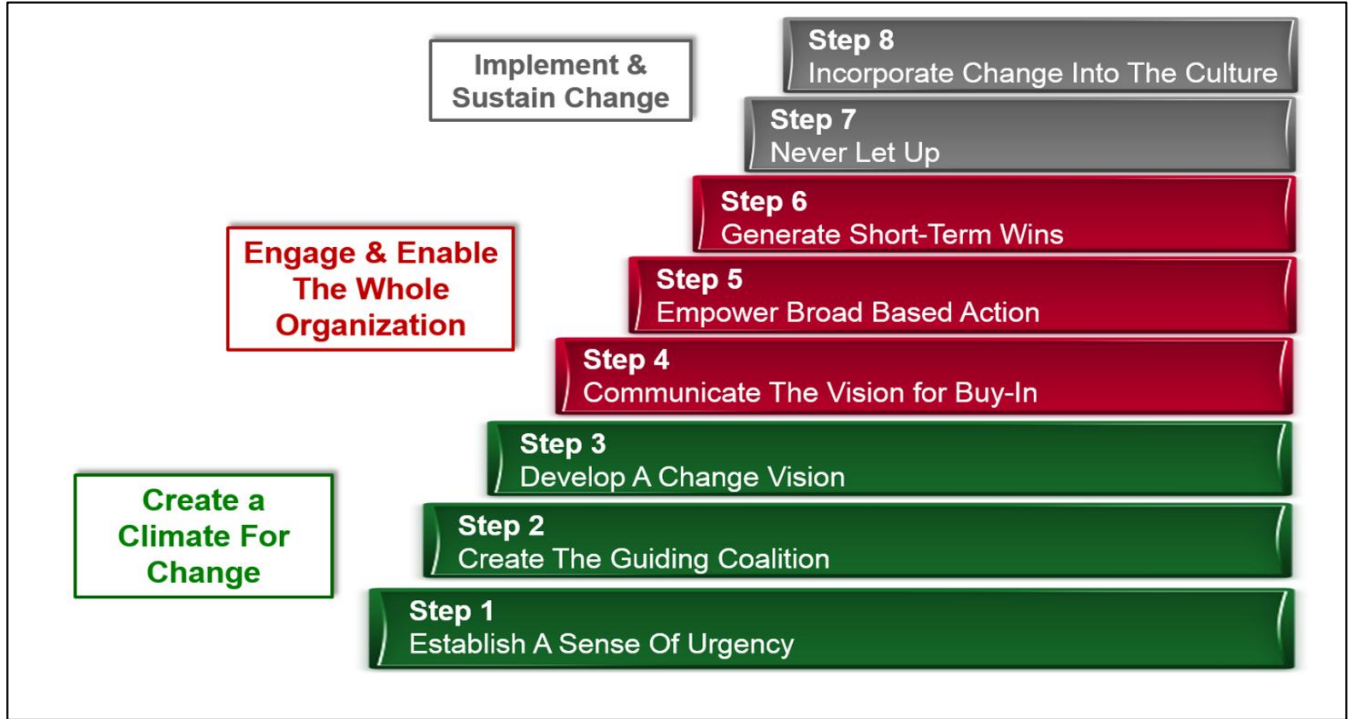 Implement &
Sustain Change
Step 8
Incorporate Change Into The Culture
Step 7
Never Let Up
Engage & Enable
The Whole
Organization
Step 6
Generate Short-Term Wins
Step 5
Empower Broad Based Action
Step 4
Communicate The Vision for Buy-In
Create a
Climate For
Change
Step 3
Develop A Change Vision
Step 2
Create The Guiding Coalition
Step 1
Establish A Sense Of Urgency